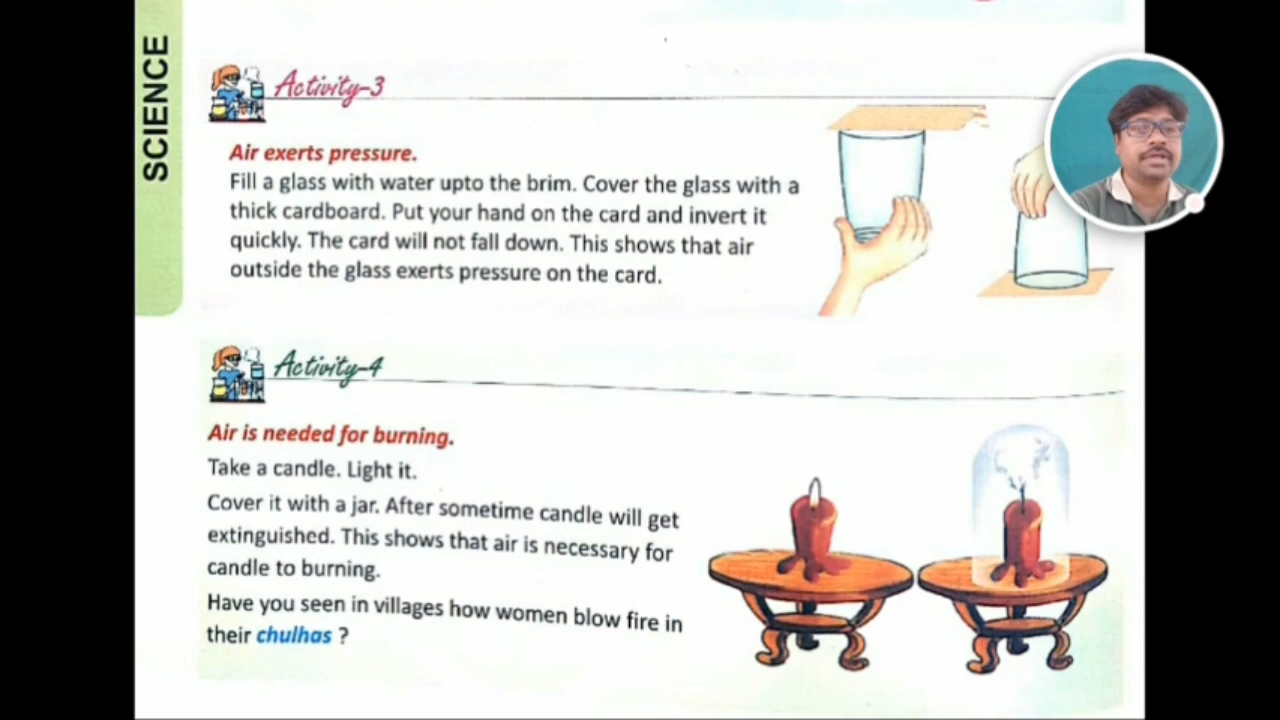 SCIENCE
Activity-3
Air exerts pressure.
Fill a glass with water upto the brim. Cover the glass with a
thick cardboard. Put your hand on the card and invert it
quickly. The card will not fall down. This shows that air
outside the glass exerts pressure on the card.
Activity-4
Air is needed for burning.
Take a candle. Light it.
Cover it with a jar. After sometime candle will get
extinguished. This shows that air is necessary for
candle to burning.
Have you seen in villages how women blow fire in
their chulhas ?